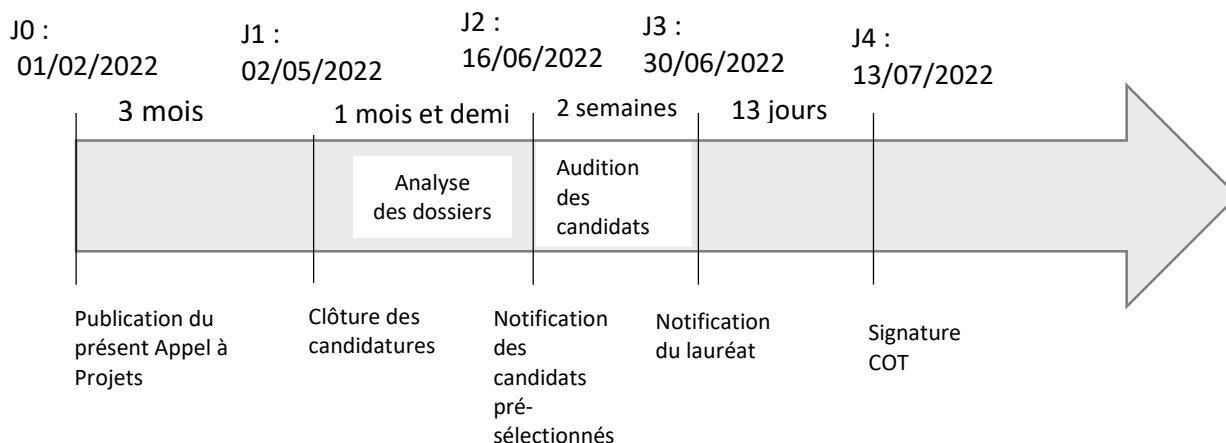 J0 :
01/02/2022
J1 :
02/05/2022
J2 :
16/06/2022
J3 :
30/06/2022
J4 :
13/07/2022
3 mois
1 mois et demi
2 semaines
13 jours
Analyse
des dossiers
Audition
des
candidats
Publication du
présent Appel à
Projets
Clôture des
candidatures
Notification
des
candidats
pré-
sélectionnés
Notification
du lauréat
Signature
COT